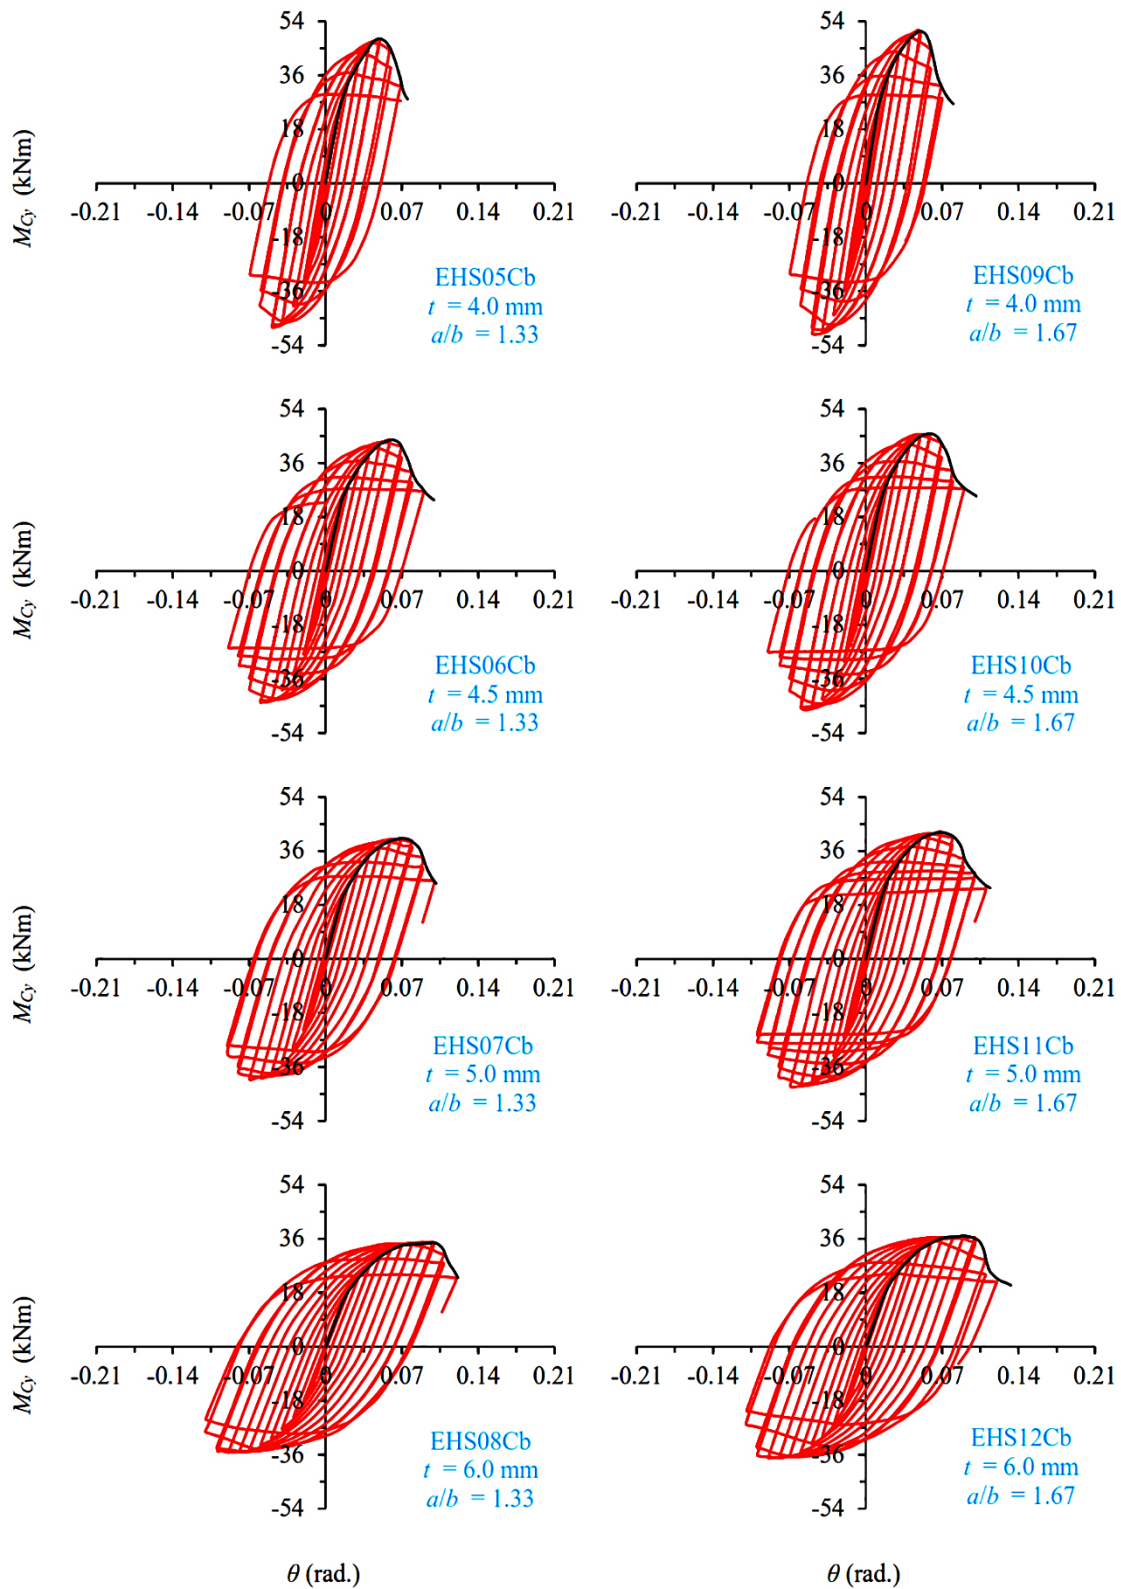 54
36
18
0
-18
-36
-54
-0.21 -0.14 -0.07 0 0.07 0.14 0.21
M_Cy (kNm)
EHS05Cb
t = 4.0 mm
a/b = 1.33
54
36
18
0
-18
-36
-54
-0.21 -0.14 -0.07 0 0.07 0.14 0.21
EHS09Cb
t = 4.0 mm
a/b = 1.67
54
36
18
0
-18
-36
-54
-0.21 -0.14 -0.07 0 0.07 0.14 0.21
M_Cy (kNm)
EHS06Cb
t = 4.5 mm
a/b = 1.33
54
36
18
0
-18
-36
-54
-0.21 -0.14 -0.07 0 0.07 0.14 0.21
EHS10Cb
t = 4.5 mm
a/b = 1.67
54
36
18
0
-18
-36
-54
-0.21 -0.14 -0.07 0 0.07 0.14 0.21
M_Cy (kNm)
EHS07Cb
t = 5.0 mm
a/b = 1.33
54
36
18
0
-18
-36
-54
-0.21 -0.14 -0.07 0 0.07 0.14 0.21
EHS11Cb
t = 5.0 mm
a/b = 1.67
54
36
18
0
-18
-36
-54
-0.21 -0.14 -0.07 0 0.07 0.14 0.21
M_Cy (kNm)
EHS08Cb
t = 6.0 mm
a/b = 1.33
54
36
18
0
-18
-36
-54
-0.21 -0.14 -0.07 0 0.07 0.14 0.21
EHS12Cb
t = 6.0 mm
a/b = 1.67
θ (rad.)
θ (rad.)